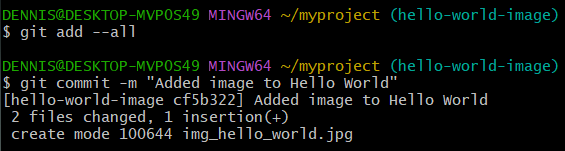 DENNIS@DESKTOP-MVP0S49 MINGW64 ~/myproject (hello-world-image)
$ git add --all
DENNIS@DESKTOP-MVP0S49 MINGW64 ~/myproject (hello-world-image)
$ git commit -m "Added image to Hello World"
[hello-world-image cf5b322] Added image to Hello World
 2 files changed, 1 insertion(+)
 create mode 100644 img_hello_world.jpg